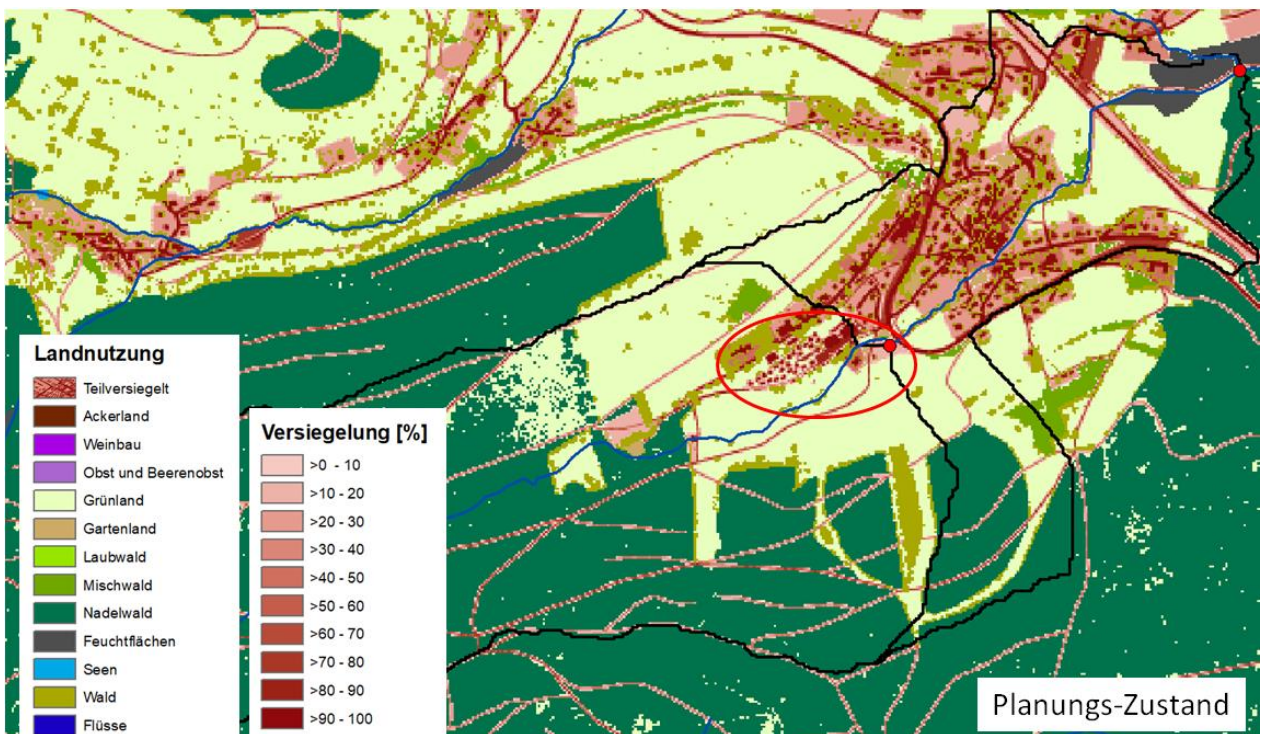 Landnutzung
Teilversiegelt
Ackerland
Weinbau
Obst und Beerenobst
Grünland
Gartenland
Laubwald
Mischwald
Nadelwald
Feuchtflächen
Seen
Wald
Flüsse
Versiegelung [%]
>0 - 10
>10 - 20
>20 - 30
>30 - 40
>40 - 50
>50 - 60
>60 - 70
>70 - 80
>80 - 90
>90 - 100
Planungs-Zustand